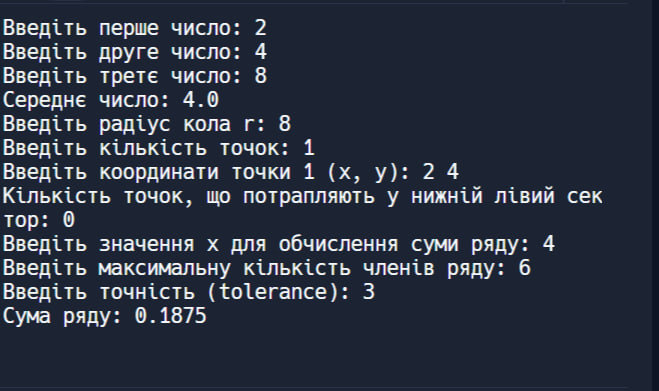 Введіть перше число: 2
Введіть друге число: 4
Введіть третє число: 8
Середнє число: 4.0
Введіть радіус кола r: 8
Введіть кількість точок: 1
Введіть координати точки 1 (x, y): 2 4
Кількість точок, що потрапляють у нижній лівий сек
тор: 0
Введіть значення x для обчислення суми ряду: 4
Введіть максимальну кількість членів ряду: 6
Введіть точність (tolerance): 3
Сума ряду: 0.1875